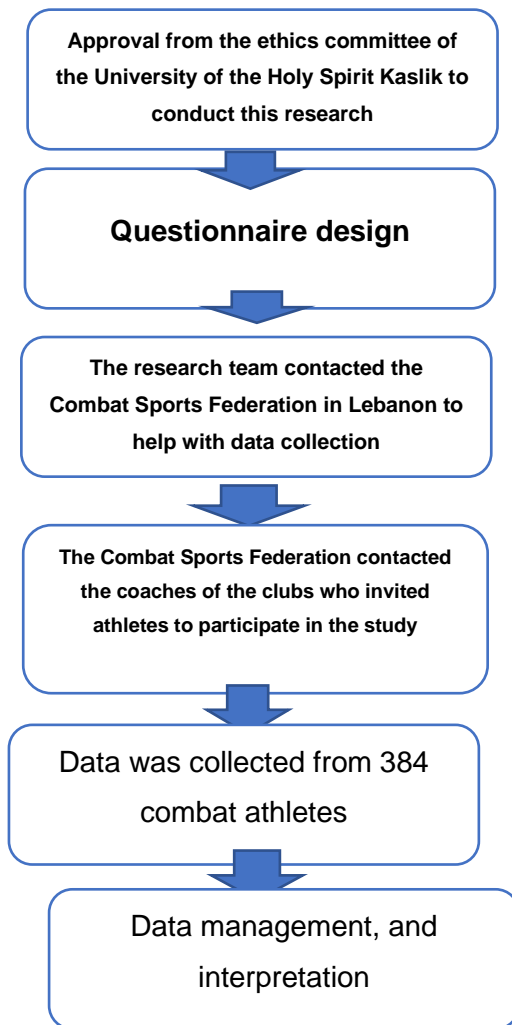 Approval from the ethics committee of
the University of the Holy Spirit Kaslik to
conduct this research
Questionnaire design
The research team contacted the
Combat Sports Federation in Lebanon to
help with data collection
The Combat Sports Federation contacted
the coaches of the clubs who invited
athletes to participate in the study
Data was collected from 384
combat athletes
Data management, and
interpretation